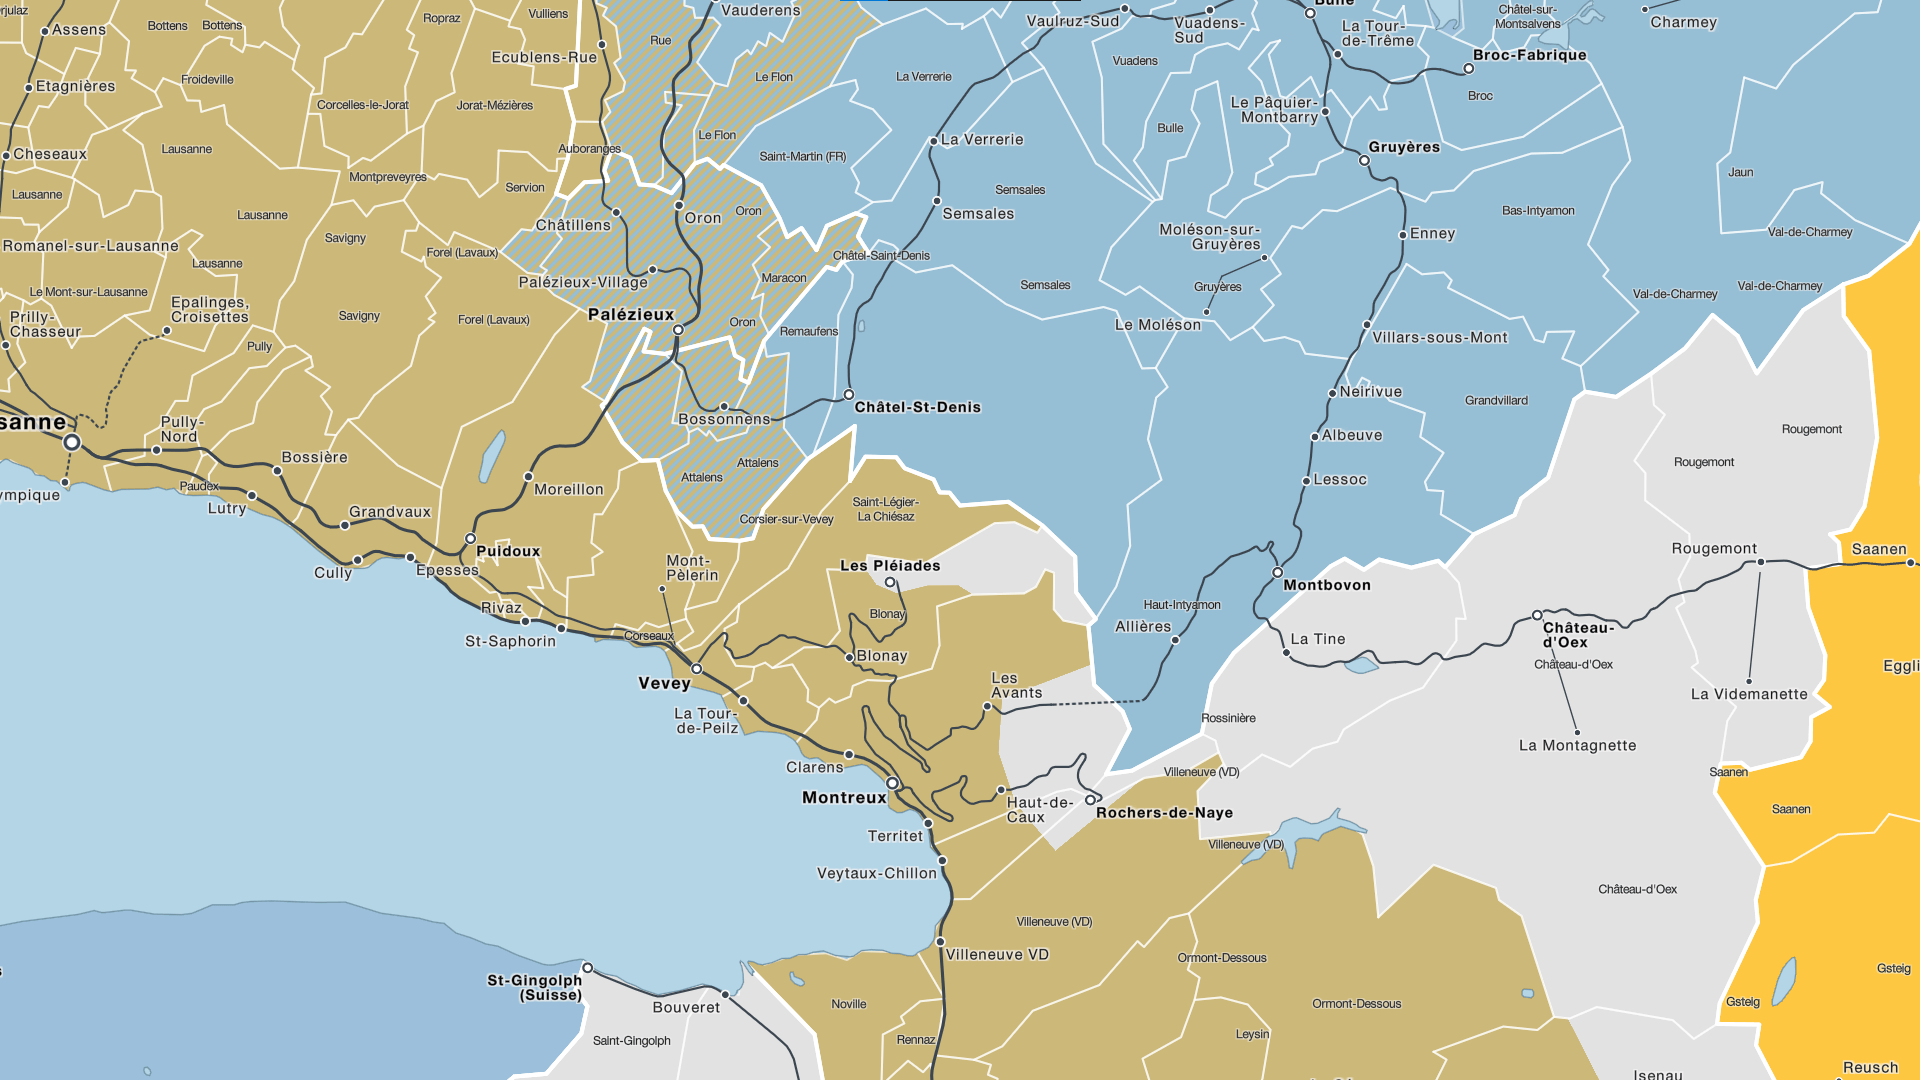 Vauderens
Bulle
Vulliens
Ropraz
Bottens
Bottens
Assens
Rue
Ecublens-Rue
Vaulruz-Sud
Vuadens-
Sud
La Tour-
de-Trême
Châtel-sur-
Montsalvens
Charmey
Broc-Fabrique
Etagnières
Froideville
Corcelles-le-Jorat
Jorat-Mézières
Le Flon
La Verrerie
Vuadens
Broc
Le Pâquier-
Montbarry
Bulle
Le Flon
Cheseaux
Lausanne
Auboranges
Saint-Martin (FR)
La Verrerie
Gruyères
Montpreveyres
Servion
Lausanne
Semsales
Jaun
Lausanne
Châtillens
Oron
Oron
Semsales
Bas-Intyamon
Romanel-sur-Lausanne
Savigny
Forel (Lavaux)
Moléson-sur-
Gruyères
Enney
Val-de-Charmey
Châtel-Saint-Denis
Lausanne
Palézieux-Village
Maracon
Semsales
Gruyères
Val-de-Charmey
Val-de-Charmey
Le Mont-sur-Lausanne
Epalinges,
Croisettes
Prilly-
Chasseur
Savigny
Forel (Lavaux)
Palézieux
Oron
Remaufens
Le Moléson
Villars-sous-Mont
Pully
Neirivue
Grandvillard
Châtel-St-Denis
Bossonnens
Rougemont
Albeuve
Pully-
Nord
Bossière
Attalens
Attalens
Rougemont
Lessoc
Paudex
Lutry
Moreillon
Grandvaux
Corsier-sur-Vevey
Saint-Légier-
La Chiésaz
Puidoux
Cully
Epesses
Mont-
Pèlerin
Les Pléiades
Rougemont
Saanen
Montbovon
Rivaz
St-Saphorin
Corseaux
Blonay
Blonay
Haut-Intyamon
Allières
La Tine
Château-
d'Oex
Château-d'Oex
Vevey
Les
Avants
La Videmanette
La Tour-
de-Peilz
Rossinière
La Montagnette
Clarens
Villeneuve (VD)
Saanen
Saanen
Montreux
Haut-de-
Caux
Rochers-de-Naye
Territet
Villeneuve (VD)
Veytaux-Chillon
Château-d'Oex
Villeneuve (VD)
Villeneuve VD
Ormont-Dessous
Gsteig
St-Gingolph
(Suisse)
Bouveret
Noville
Ormont-Dessous
Gsteig
Saint-Gingolph
Rennaz
Leysin
Isenau
Reusch